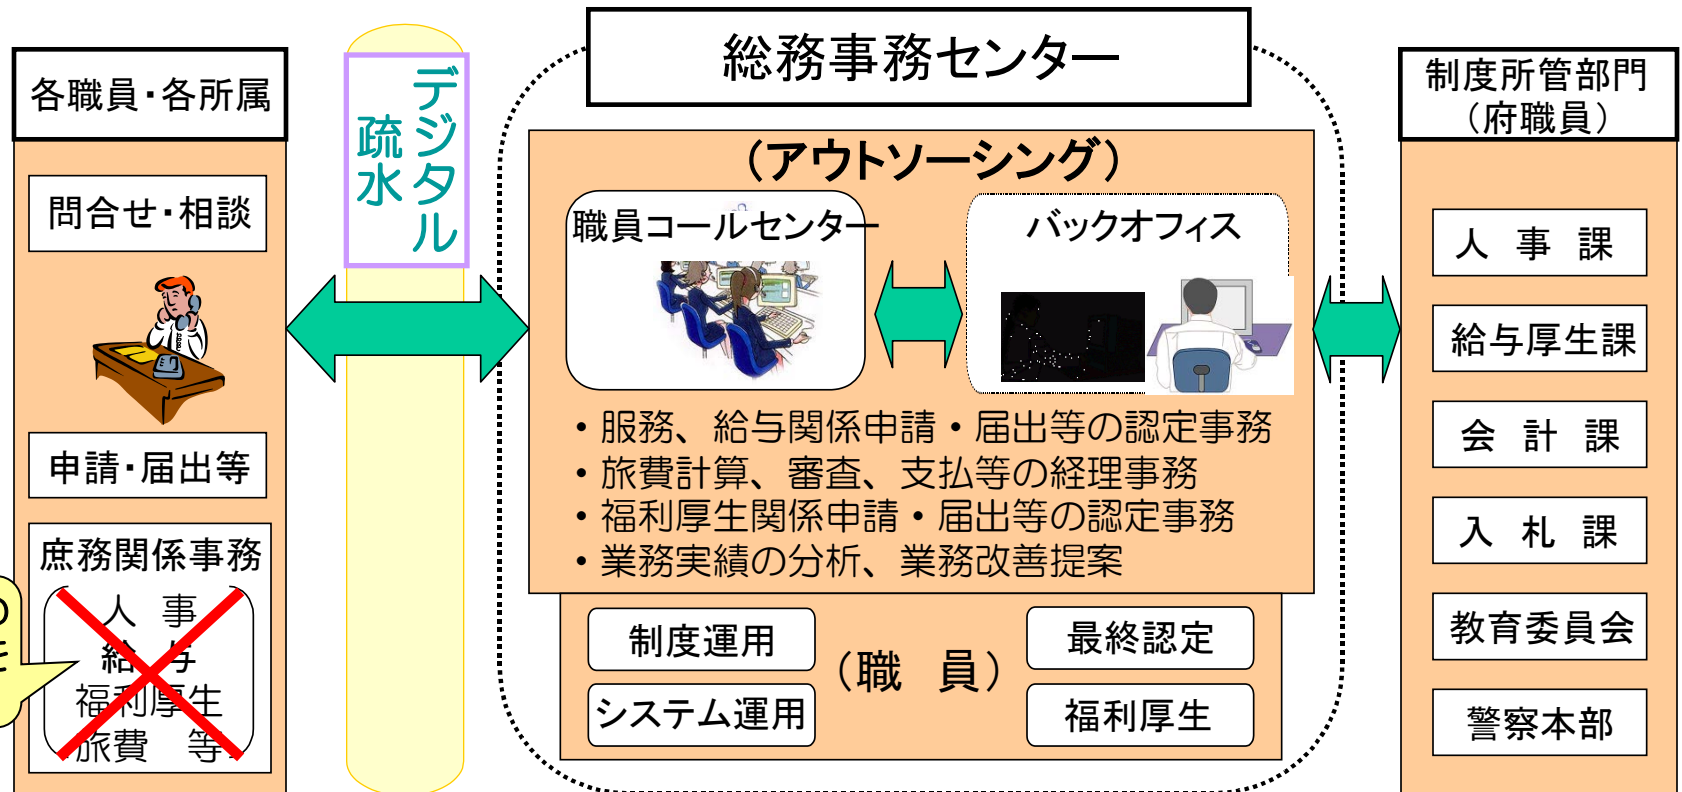 各職員・各所属
問合せ・相談
申請・届出等
庶務関係事務
人　事
給　与
福利厚生
旅費　等
デジタル
疏水
総務事務センター
（アウトソーシング）
職員コールセンター
バックオフィス
・服務、給与関係申請・届出等の認定事務
・旅費計算、審査、支払等の経理事務
・福利厚生関係申請・届出等の認定事務
・業務実績の分析、業務改善提案
制度運用
システム運用
（職　員）
最終認定
福利厚生
制度所管部門
（府職員）
人　事　課
給与厚生課
会　計　課
入　札　課
教育委員会
警察本部